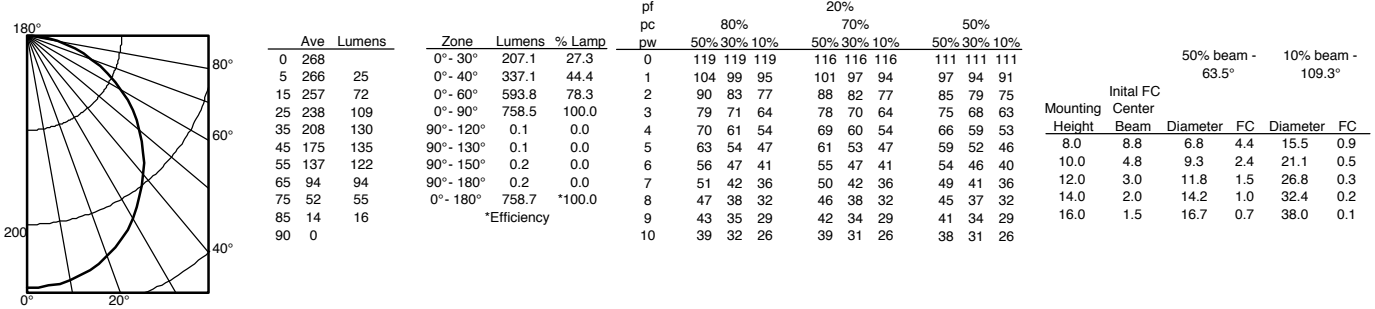 180°
80°
60°
200
40°
0° 20°
Ave Lumens
0 268
5 266 25
15 257 72
25 238 109
35 208 130
45 175 135
55 137 122
65 94 94
75 52 55
85 14 16
90 0
Zone Lumens % Lamp
0°- 30° 207.1 27.3
0°- 40° 337.1 44.4
0°- 60° 593.8 78.3
0°- 90° 758.5 100.0
90°- 120° 0.1 0.0
90°- 130° 0.1 0.0
90°- 150° 0.2 0.0
90°- 180° 0.2 0.0
0°- 180° 758.7 *100.0
*Efficiency
pf 20%
pc 80% 70% 50%
pw 50% 30% 10% 50% 30% 10% 50% 30% 10%
0 119 119 119 116 116 116 111 111 111
1 104 99 95 101 97 94 97 94 91
2 90 83 77 88 82 77 85 79 75
3 79 71 64 78 70 64 75 68 63
4 70 61 54 69 60 54 66 59 53
5 63 54 47 61 53 47 59 52 46
6 56 47 41 55 47 41 54 46 40
7 51 42 36 50 42 36 49 41 36
8 47 38 32 46 38 32 45 37 32
9 43 35 29 42 34 29 41 34 29
10 39 32 26 39 31 26 38 31 26
50% beam - 10% beam -
63.5° 109.3°
Inital FC
Mounting Center
Height Beam Diameter FC Diameter FC
8.0 8.8 6.8 4.4 15.5 0.9
10.0 4.8 9.3 2.4 21.1 0.5
12.0 3.0 11.8 1.5 26.8 0.3
14.0 2.0 14.2 1.0 32.4 0.2
16.0 1.5 16.7 0.7 38.0 0.1